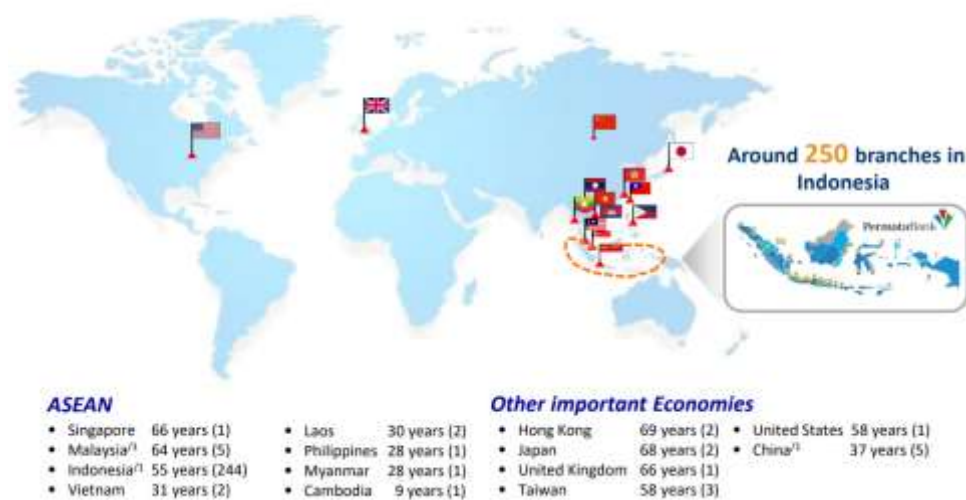 Around 250 branches in
Indonesia
PermataBank
ASEAN
• Singapore 66 years (1)
• Malaysia/1 64 years (5)
• Indonesia/1 55 years (244)
• Vietnam 31 years (2)
• Laos 30 years (2)
• Philippines 28 years (1)
• Myanmar 28 years (1)
• Cambodia 9 years (1)
Other important Economies
• Hong Kong 69 years (2)
• Japan 68 years (2)
• United Kingdom 66 years (1)
• Taiwan 58 years (3)
• United States 58 years (1)
• China/1 37 years (5)